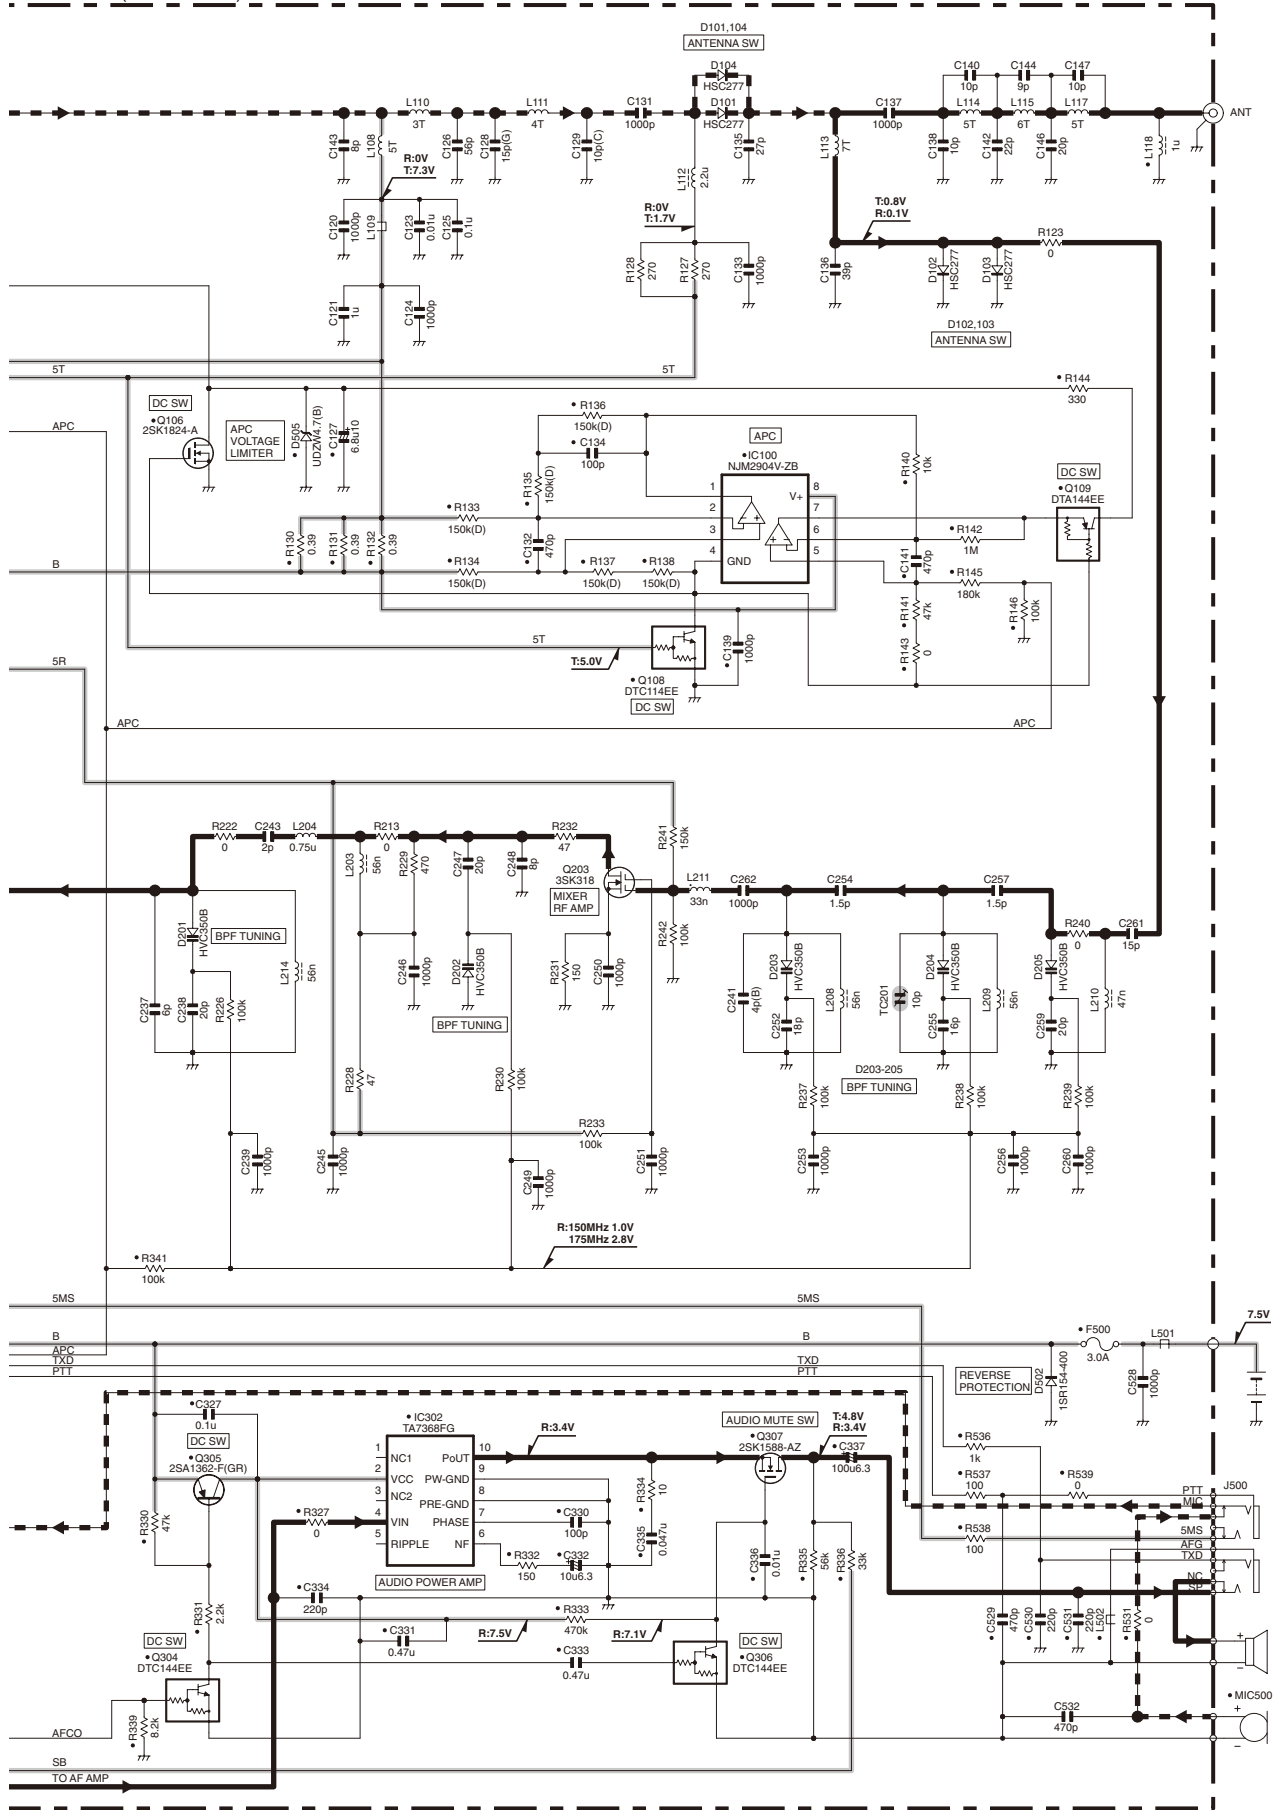 D101,104
ANTENNA SW
D104
HSC277
D101
HSC277
C140
10p
C144
9p
C147
10p
L110
3T
L111
4T
C131
1000p
C137
1000p
L114
5T
L115
6T
L117
5T
ANT
C143
8p
L108
5T
C126
56p
C128
15p(G)
C129
10p(C)
C135
27p
L113
7T
C138
10p
C142
22p
C146
20p
• L118
1u
R:0V
T:7.3V
L112
2.2u
C120
1000p
L109
C123
0.01u
C125
0.1u
R:0V
T:1.7V
T:0.8V
R:0.1V
R128
270
R127
270
C133
1000p
C136
39p
D102
HSC277
D103
HSC277
R123
0
C121
1u
C124
1000p
D102,103
ANTENNA SW
5T
5T
DC SW
• Q106
2SK1824-A
APC
APC
VOLTAGE
LIMITER
• D505
UDZW4.7(B)
• C127
6.8u10
• R136
150k(D)
• C134
100p
• R135
150k(D)
APC
• IC100
NJM2904V-ZB
1
2
3
4
GND
V+
8
7
6
5
• R140
10k
• R144
330
DC SW
• Q109
DTA144EE
• R133
150k(D)
• R130
0.39
• R131
0.39
• R132
0.39
• C132
470p
• R142
1M
• C141
470p
B
• R134
150k(D)
• R137
150k(D)
• R138
150k(D)
• R145
180k
• R141
47k
• R146
100k
• R143
0
5T
T:5.0V
• Q108
DTC114EE
DC SW
• C139
1000p
5R
APC
APC
R222
0
C243
2p
L204
0.75u
R213
0
R232
47
R241
150k
L203
56n
R229
470
C247
20p
C248
8p
Q203
3SK318
MIXER
RF AMP
L211
33n
C262
1000p
C254
1.5p
C257
1.5p
R240
0
C261
15p
D201
HVC350B
BPF TUNING
L214
56n
C237
6p
C238
20p
R226
100k
C246
1000p
D202
HVC350B
BPF TUNING
R231
150
C250
1000p
R242
100k
C241
4p(B)
D203
HVC350B
C252
18p
L208
56n
TC201
10p
D204
HVC350B
C255
16p
L209
56n
D205
HVC350B
C259
20p
L210
47n
D203-205
BPF TUNING
R228
47
R230
100k
R237
100k
R238
100k
R239
100k
R233
100k
C239
1000p
C245
1000p
C249
1000p
C251
1000p
C253
1000p
C256
1000p
C260
1000p
R:150MHz 1.0V
175MHz 2.8V
• R341
100k
5MS
5MS
B
B
APC
TXD
TXD
PTT
PTT
• F500
3.0A
L501
7.5V
REVERSE
PROTECTION
D502
1SR154-400
C528
1000p
• C327
0.1u
DC SW
• Q305
2SA1362-F(GR)
• IC302
TA7368FG
1
NC1
2
VCC
3
NC2
4
VIN
5
RIPPLE
PoUT
10
PW-GND
9
PRE-GND
8
PHASE
7
NF
6
AUDIO POWER AMP
R:3.4V
AUDIO MUTE SW
• Q307
2SK1588-AZ
T:4.8V
R:3.4V
• C337
100u6.3
• R536
1k
• R537
100
• R539
0
• R538
100
J500
PTT
MIC
5MS
AFG
TXD
NC
SP
• R330
47k
• R327
0
• R334
10
• C335
0.047u
• C330
100p
• R332
150
• C332
10u6.3
• C336
0.01u
• R335
56k
• R336
33k
• C334
220p
• R331
2.2k
• R333
470k
R:7.5V
R:7.1V
• C331
0.47u
• C333
0.47u
• C529
470p
• C530
220p
• C531
220p
• L502
• R531
0
+
−
DC SW
• Q304
DTC144EE
DC SW
• Q306
DTC144EE
• MIC500
+
−
C532
470p
AFCO
• R339
8.2k
SB
TO AF AMP